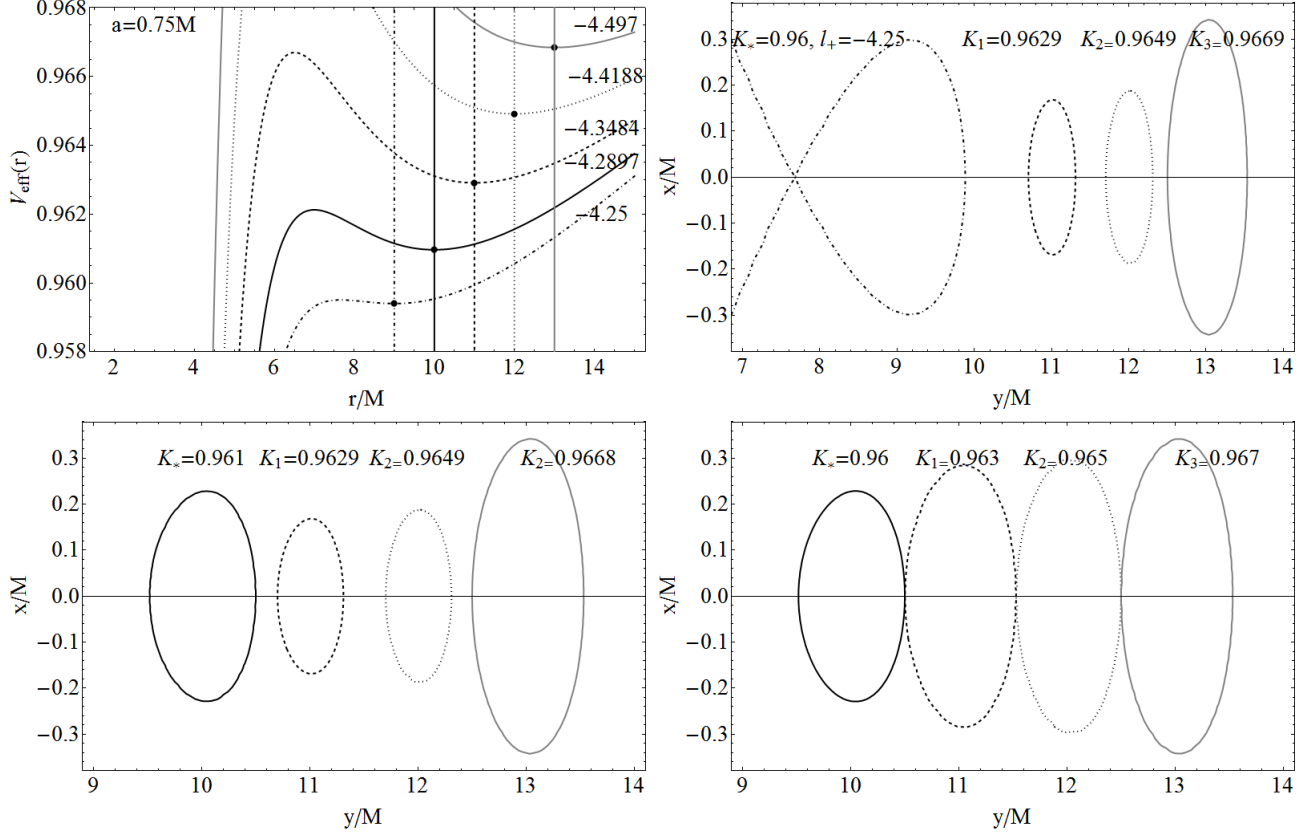 a=0.75M
−4.497
−4.4188
−4.3484
−4.2897
−4.25
0.968
0.966
0.964
0.962
0.960
0.958
V_eff(r)
2 4 6 8 10 12 14
r/M
K_*=0.96, l_+=−4.25 K_1=0.9629 K_2=0.9649 K_3=0.9669
0.3
0.2
0.1
0.0
−0.1
−0.2
−0.3
x/M
7 8 9 10 11 12 13 14
y/M
K_*=0.961 K_1=0.9629 K_2=0.9649 K_2=0.9668
0.3
0.2
0.1
0.0
−0.1
−0.2
−0.3
x/M
9 10 11 12 13 14
y/M
K_*=0.96 K_1=0.963 K_2=0.965 K_3=0.967
0.3
0.2
0.1
0.0
−0.1
−0.2
−0.3
x/M
9 10 11 12 13 14
y/M